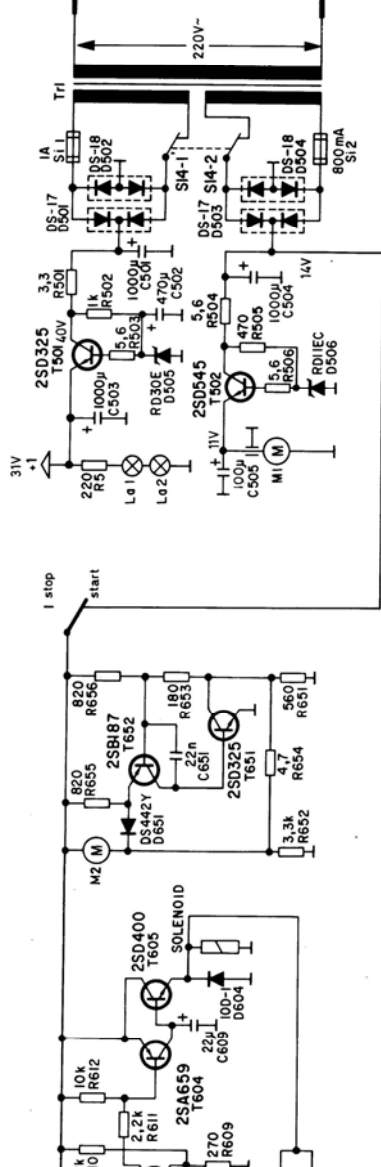 220V~
Tr1
1A
Si1
DS-18
D502
DS-17
D501
S14-1
S14-2
DS-18
D504
DS-17
D503
800mA
Si2
3,3
R501
1k
R502
+
1000µ
C501
470µ
C502
+
2SD325
T501
40V
5,6
R503
RD30E
D505
+
1000µ
C503
31V
+1
220
R5
La1
La2
5,6
R504
+
1000µ
C504
14V
470
R505
2SD545
T502
5,6
R506
RD11EC
D506
11V
+
100µ
C505
M
M1
1 stop
start
820
R656
2SB187
T652
180
R653
820
R655
22n
C651
DS442Y
D651
2SD325
T651
560
R651
4,7
R654
3,3k
R652
M
M2
2SD400
T605
SOLENOID
10D-1
D604
+
22µ
C609
10k
R612
2SA659
T604
2,2k
R611
270
R609
k